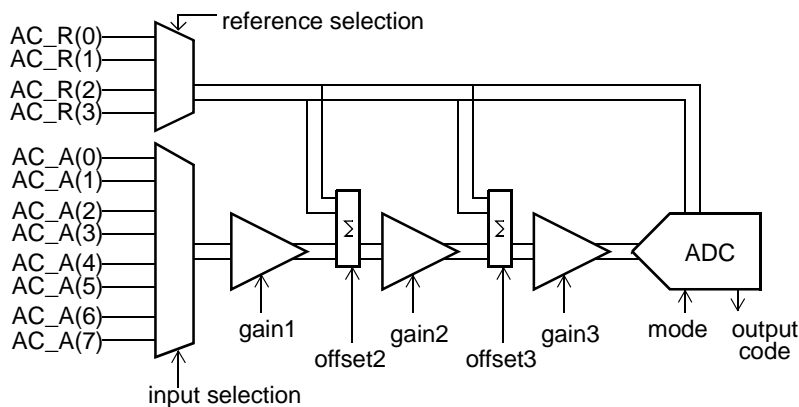 reference selection
AC_R(0)
AC_R(1)
AC_R(2)
AC_R(3)
AC_A(0)
AC_A(1)
AC_A(2)
AC_A(3)
AC_A(4)
AC_A(5)
AC_A(6)
AC_A(7)
Σ
Σ
ADC
gain1
offset2
gain2
offset3
gain3
mode
output
code
input selection